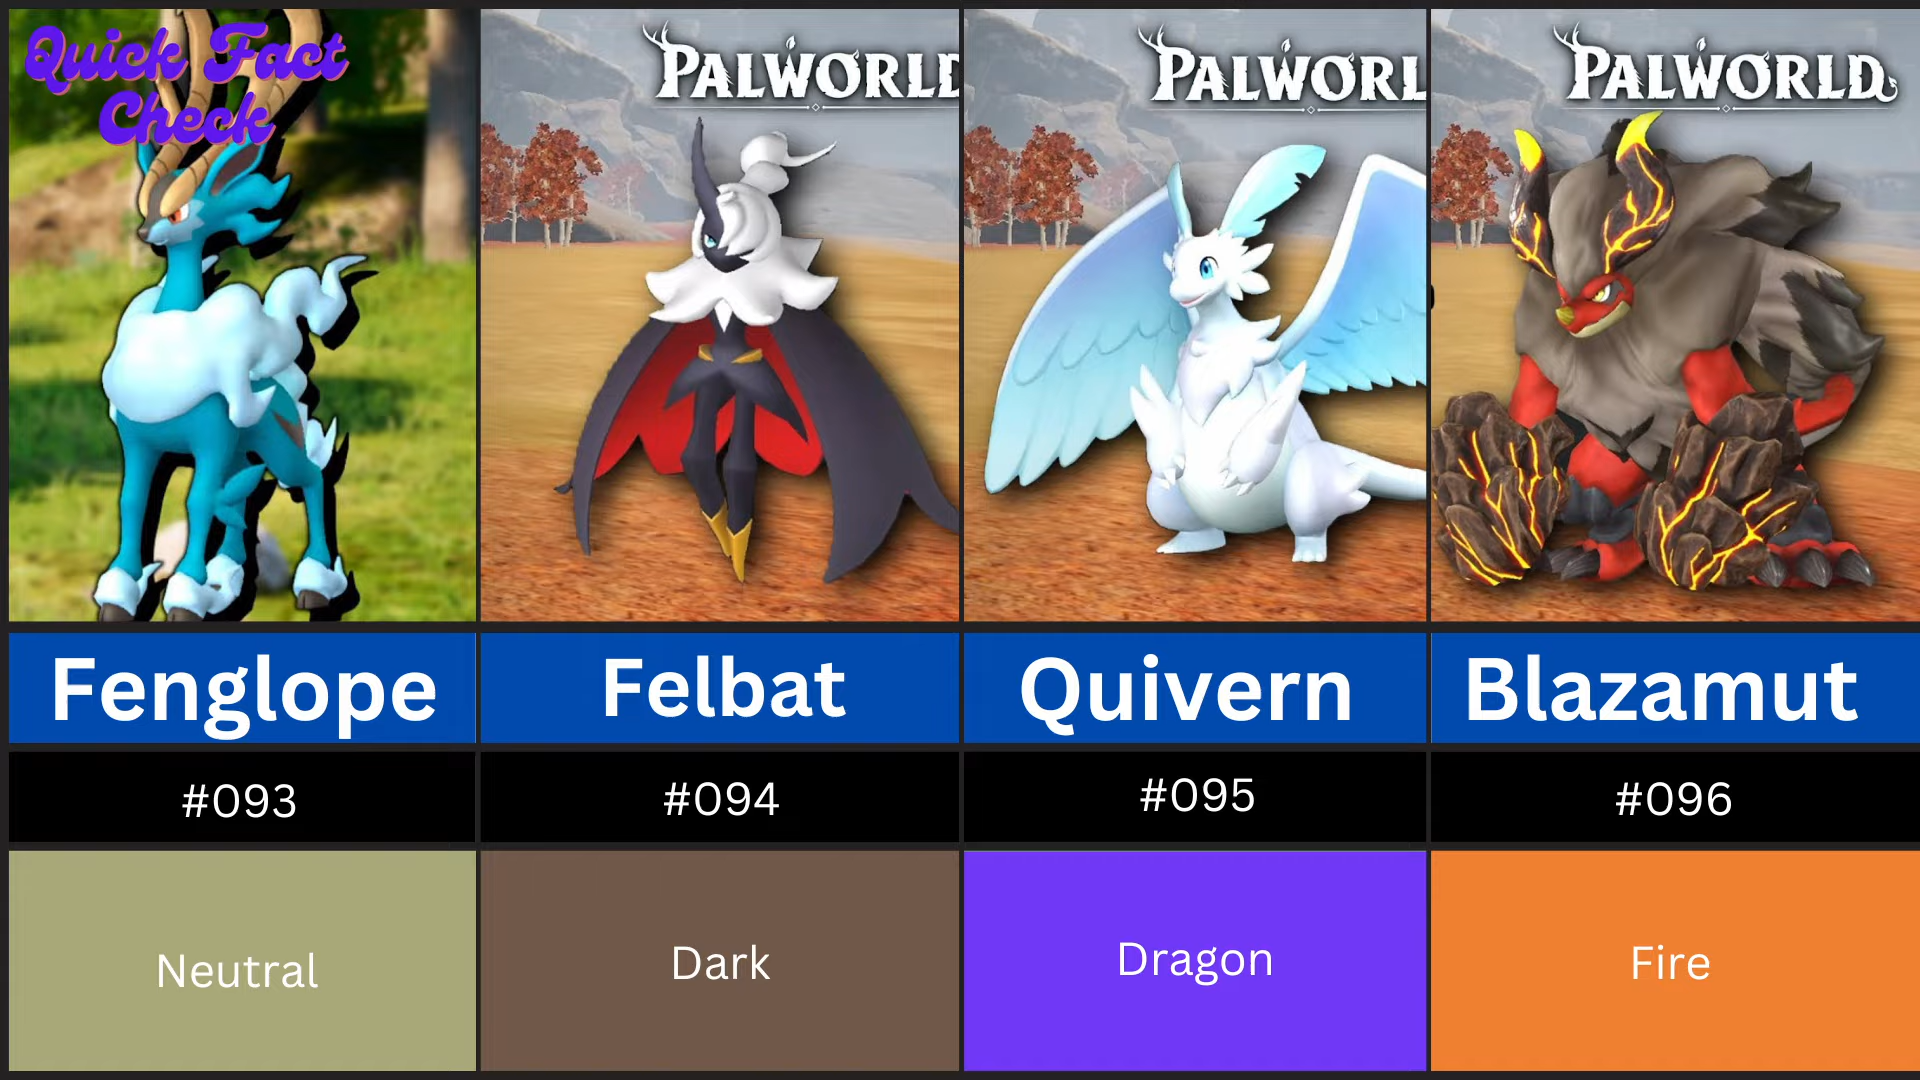 Quick Fact
Check
PALWORLD
PALWORL
PALWORLD
Fenglope
Felbat
Quivern
Blazamut
#093
#094
#095
#096
Neutral
Dark
Dragon
Fire